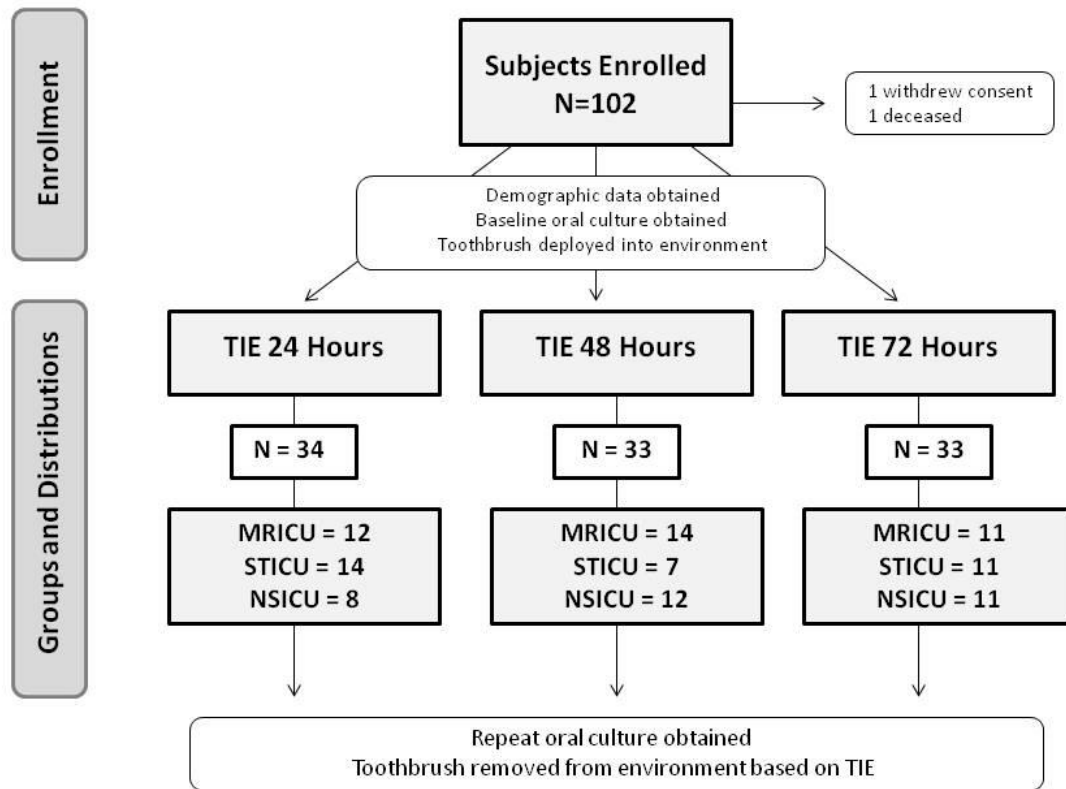 Enrollment
Subjects Enrolled
N=102
1 withdrew consent
1 deceased
Demographic data obtained
Baseline oral culture obtained
Toothbrush deployed into environment
Groups and Distributions
TIE 24 Hours
TIE 48 Hours
TIE 72 Hours
N = 34
N = 33
N = 33
MRICU = 12
STICU = 14
NSICU = 8
MRICU = 14
STICU = 7
NSICU = 12
MRICU = 11
STICU = 11
NSICU = 11
Repeat oral culture obtained
Toothbrush removed from environment based on TIE